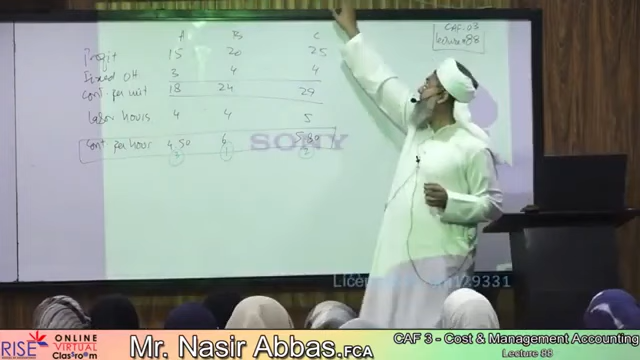 A B C
CAF-03
Lecture 88
Profit 15 20 25
Fixed OH 3 4 4
Cont. per unit 18 24 29
Labor hours 4 4 5
Cont per hour 4.50 6 5.80
3 1 2
SONY
29331
RISE ONLINE VIRTUAL Classroom
Mr. Nasir Abbas.FCA
CAF 3 - Cost & Management Accounting
Lecture 88